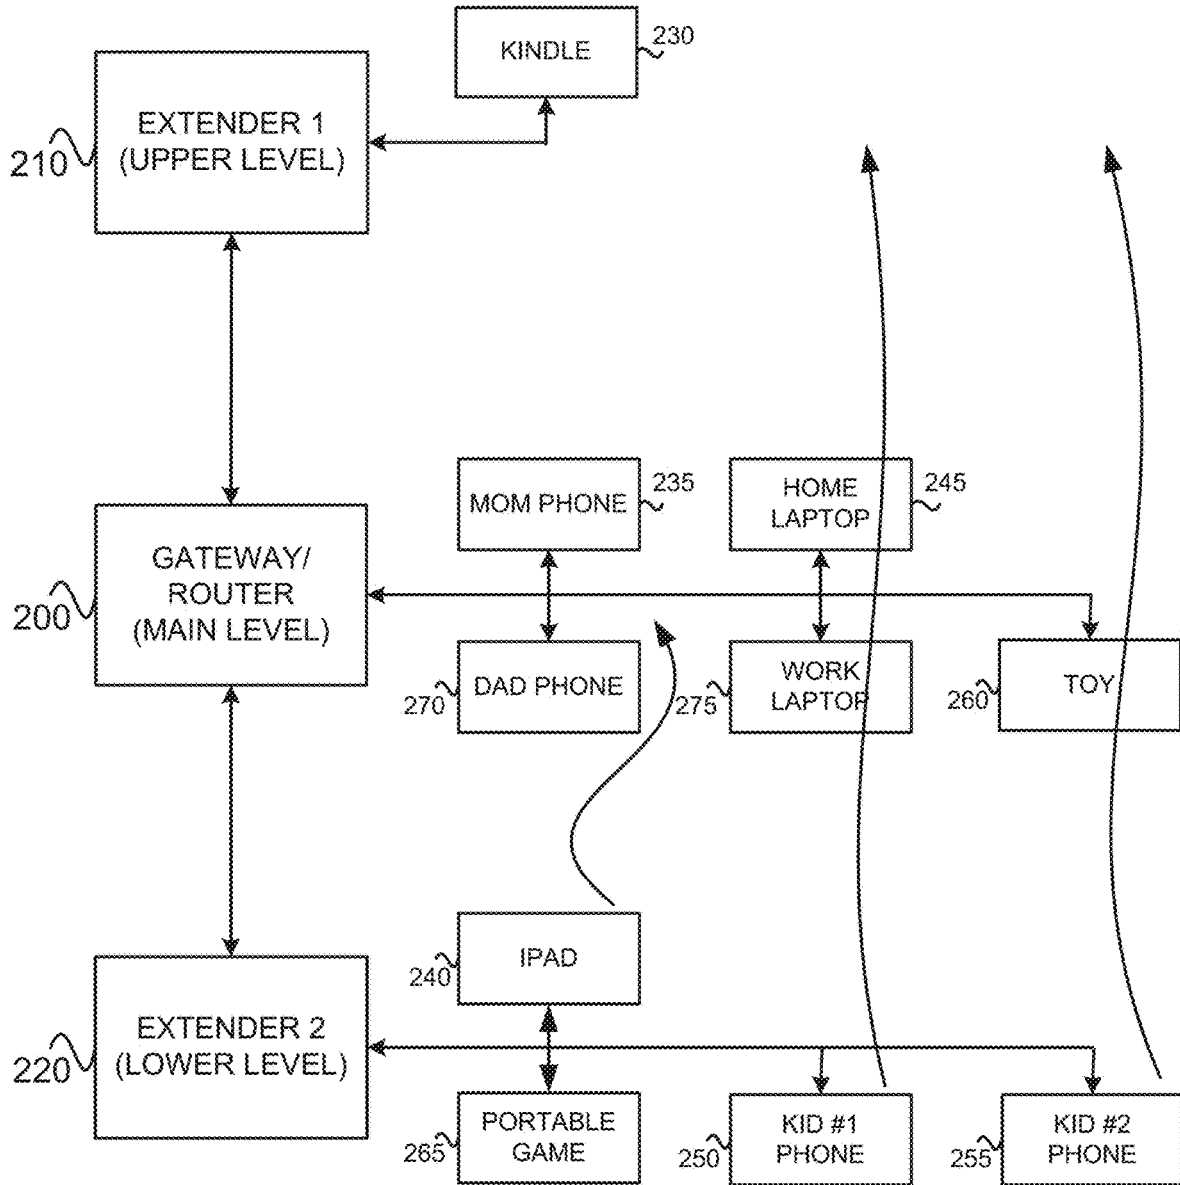 KINDLE
230
EXTENDER 1
(UPPER LEVEL)
210
MOM PHONE
235
HOME
LAPTOP
245
GATEWAY/
ROUTER
(MAIN LEVEL)
200
DAD PHONE
270
WORK
LAPTOP
275
TOY
260
IPAD
240
EXTENDER 2
(LOWER LEVEL)
220
PORTABLE
GAME
265
KID #1
PHONE
250
KID #2
PHONE
255